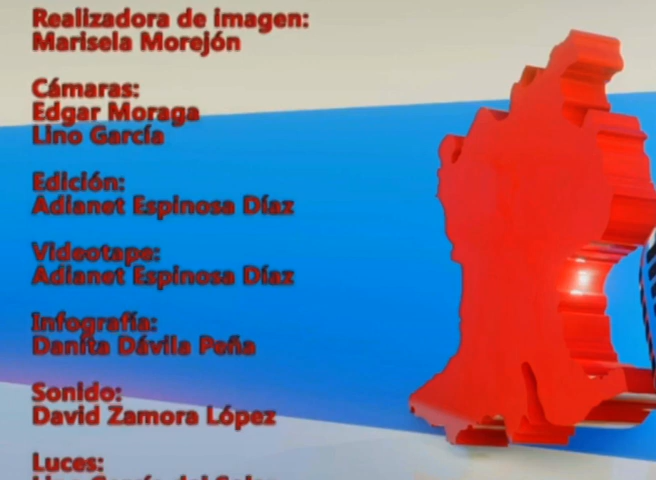 Realizadora de imagen:
Marisela Morejón
Cámaras:
Edgar Moraga
Lino García
Edición:
Adianet Espinosa Díaz
Videotape:
Adianet Espinosa Díaz
Infografía:
Danita Dávila Peña
Sonido:
David Zamora López
Luces: